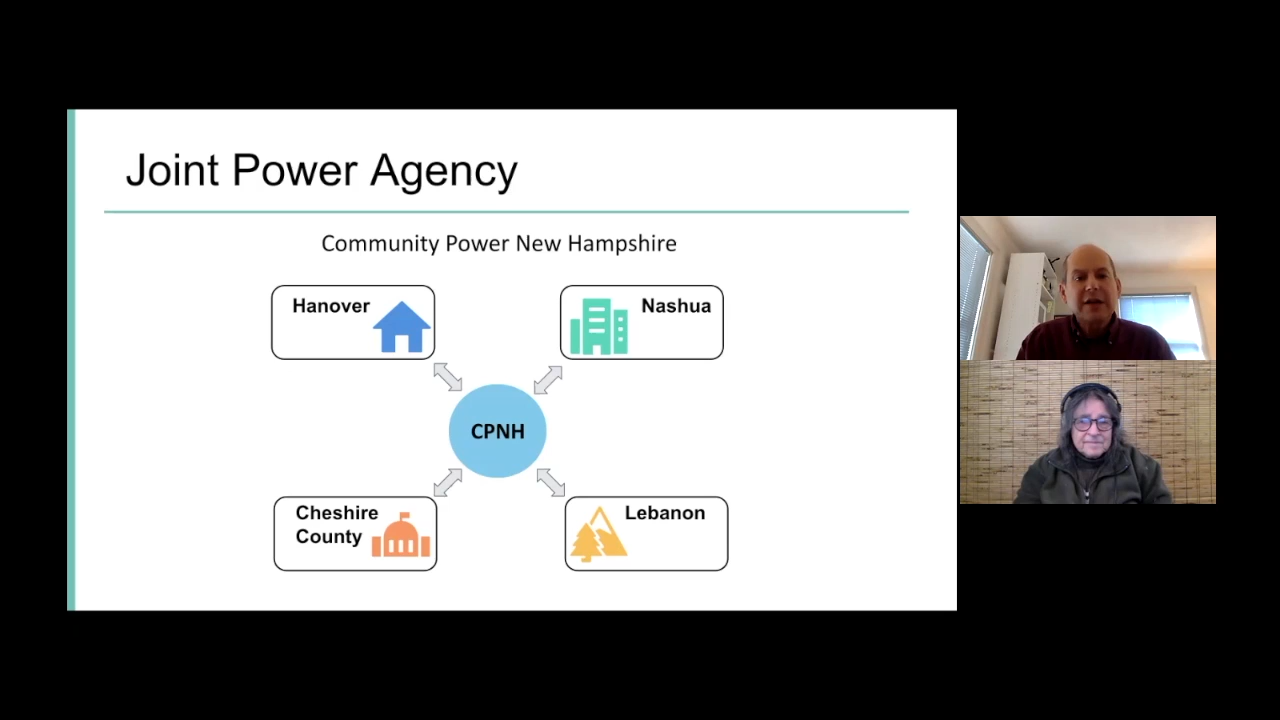 Joint Power Agency
Community Power New Hampshire
Hanover
Nashua
CPNH
Cheshire
County
Lebanon